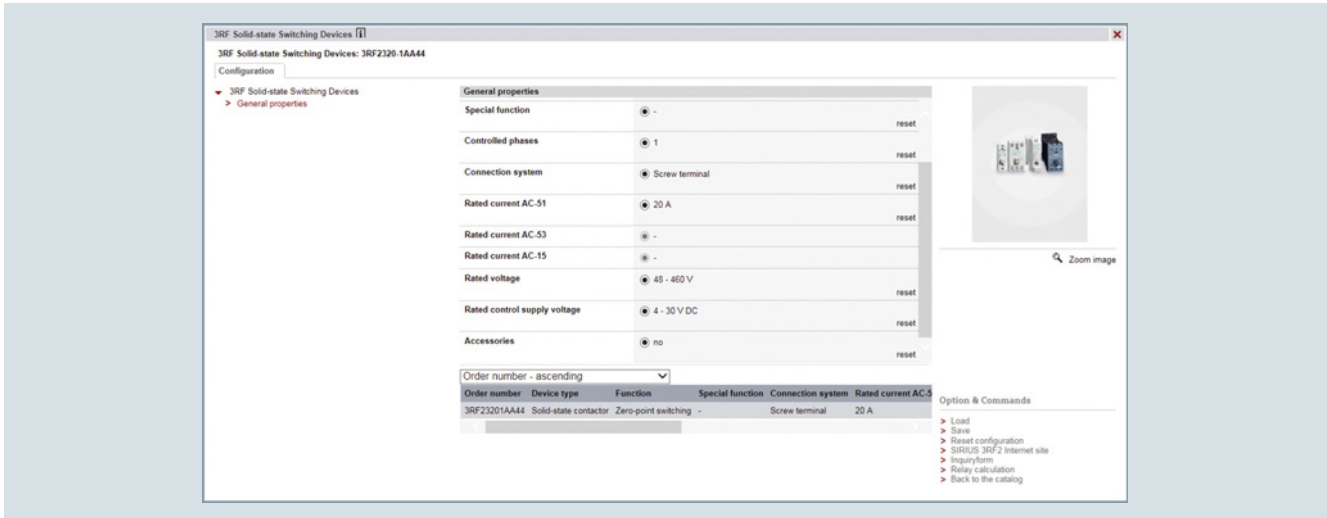 3RF Solid-state Switching Devices
3RF Solid-state Switching Devices: 3RF2320-1AA44
Configuration
3RF Solid-state Switching Devices
> General properties
General properties
Special function -
reset
Controlled phases 1
reset
Connection system Screw terminal
reset
Rated current AC-51 20 A
reset
Rated current AC-53 -
Rated current AC-15 -
Rated voltage 48 - 460 V
reset
Rated control supply voltage 4 - 30 V DC
reset
Accessories no
reset
Zoom image
Order number - ascending
Order number Device type Function Special function Connection system Rated current AC-5
3RF23201AA44 Solid-state contactor Zero-point switching - Screw terminal 20 A
Option & Commands
> Load
> Save
> Reset configuration
> SIRIUS 3RF2 Internet site
> Inquiryform
> Relay calculation
> Back to the catalog